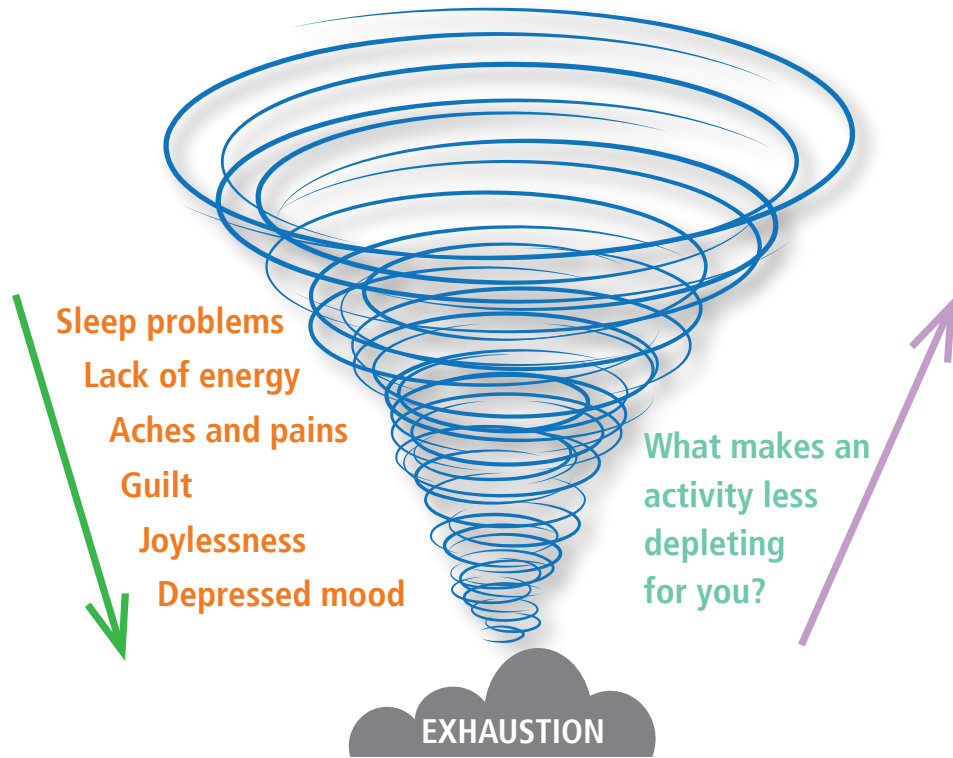 Sleep problems
Lack of energy
Aches and pains
Guilt
Joylessness
Depressed mood
What makes an
activity less
depleting
for you?
EXHAUSTION